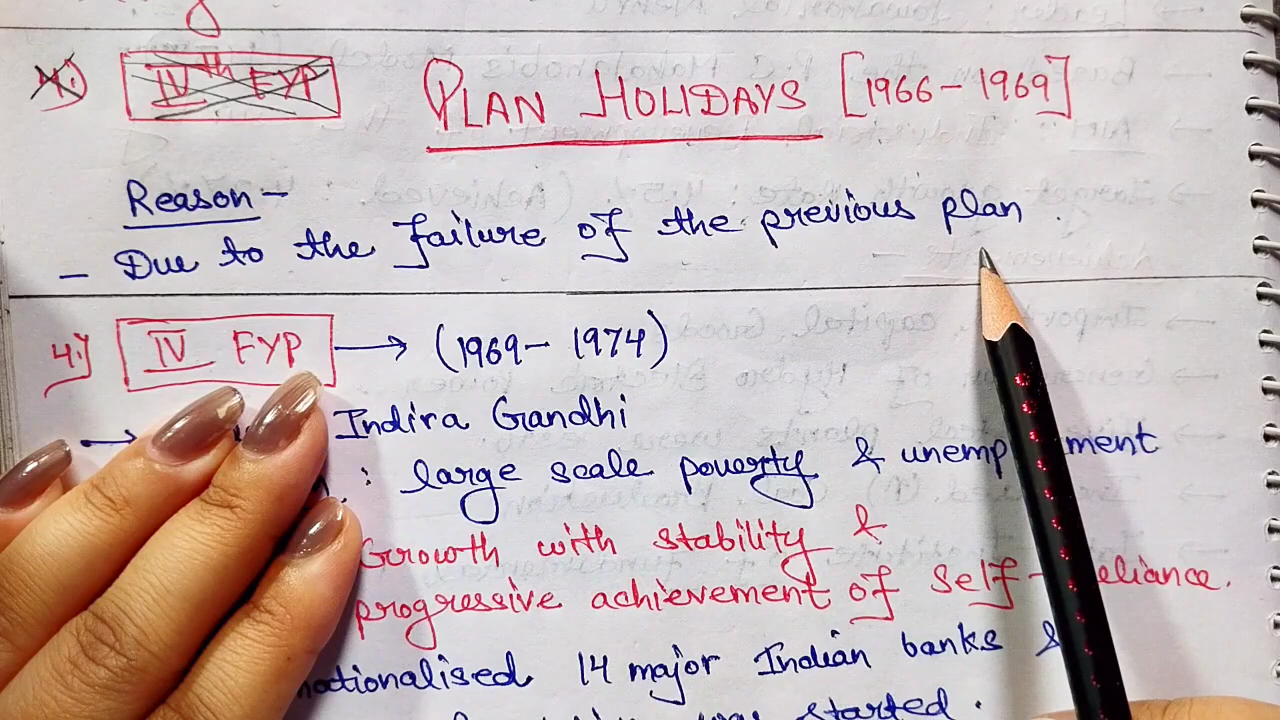 4.) IVth FYP PLAN HOLIDAYS [1966-1969]
Reason -
- Due to the failure of the previous plan.
4.) IV FYP → (1969- 1974)
→ Indira Gandhi
: large scale poverty & unemp ment
Growth with stability &
progressive achievement of Self- eliance.
nationalised 14 major Indian banks &
was started.